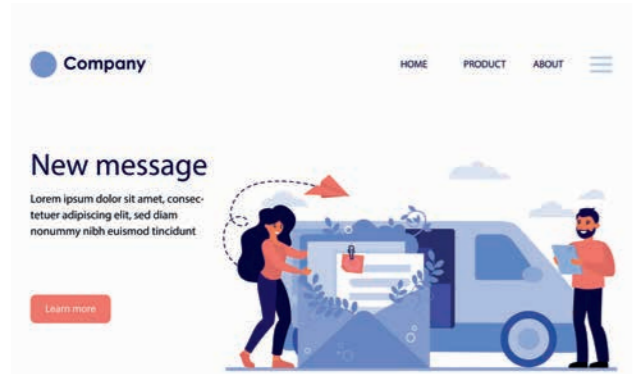 Company
HOME PRODUCT ABOUT
New message
Lorem ipsum dolor sit amet, consec-
tetuer adipiscing elit, sed diam
nonummy nibh euismod tincidunt
Learn more